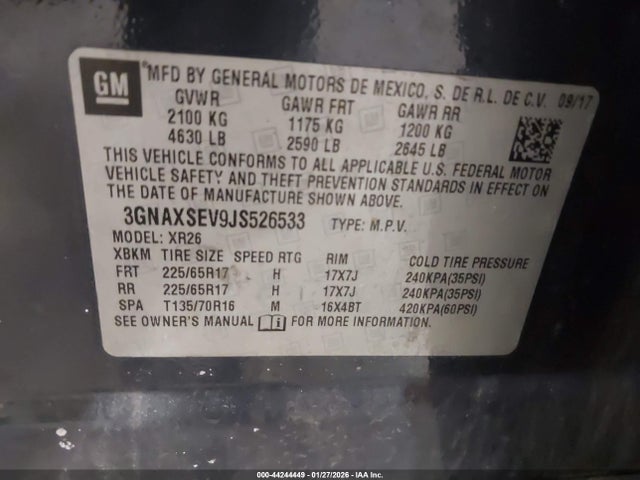 GM
MFD BY GENERAL MOTORS DE MEXICO, S. DE R.L. DE C.V. 09/17
GVWR GAWR FRT GAWR RR
2100 KG 1175 KG 1200 KG
4630 LB 2590 LB 2645 LB
THIS VEHICLE CONFORMS TO ALL APPLICABLE U.S. FEDERAL MOTOR
VEHICLE SAFETY AND THEFT PREVENTION STANDARDS IN EFFECT ON
THE DATE OF MANUFACTURE SHOWN ABOVE.
3GNAXSEV9JS526533 TYPE: M.P.V.
MODEL: XR26
XBKM TIRE SIZE SPEED RTG RIM COLD TIRE PRESSURE
FRT 225/65R17 H 17X7J 240KPA(35PSI)
RR 225/65R17 H 17X7J 240KPA(35PSI)
SPA T135/70R16 M 16X4BT 420KPA(60PSI)
SEE OWNER'S MANUAL FOR MORE INFORMATION.
000-44244449 | 01/27/2026 | IAA Inc.